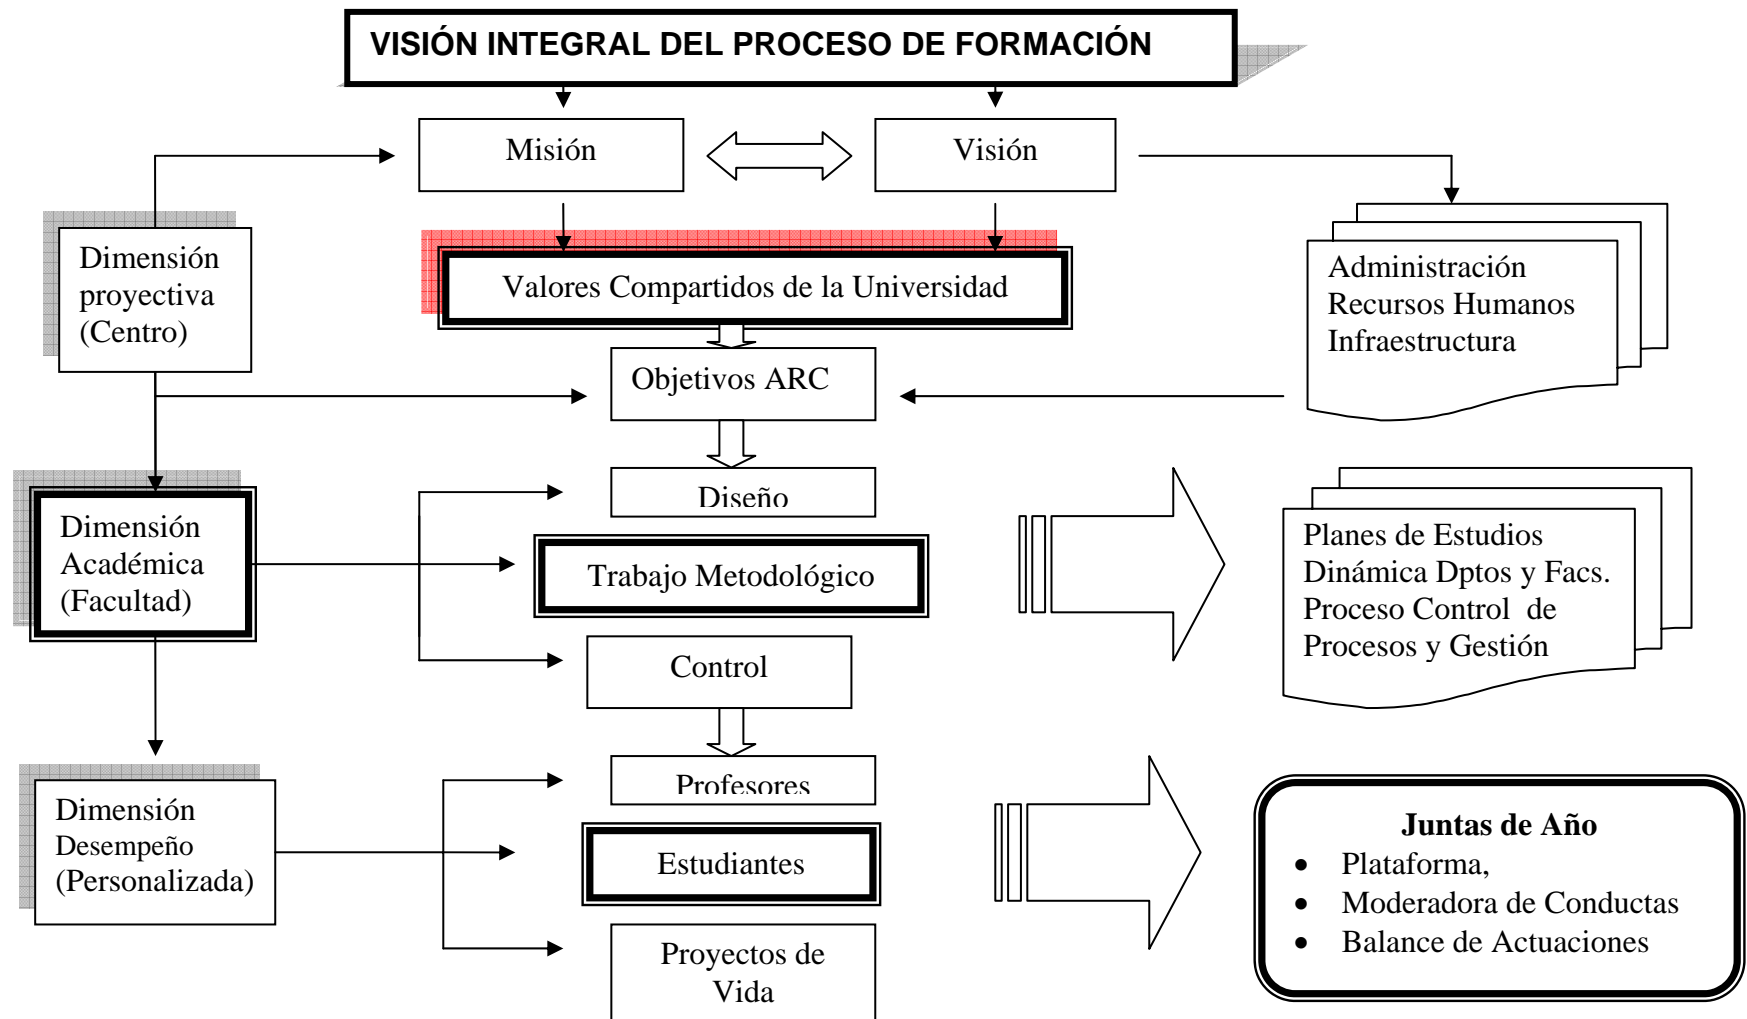 VISIÓN INTEGRAL DEL PROCESO DE FORMACIÓN
Misión
Visión
Dimensión
proyectiva
(Centro)
Valores Compartidos de la Universidad
Administración
Recursos Humanos
Infraestructura
Objetivos ARC
Dimensión
Académica
(Facultad)
Diseño
Trabajo Metodológico
Control
Planes de Estudios
Dinámica Dptos y Facs.
Proceso Control de
Procesos y Gestión
Dimensión
Desempeño
(Personalizada)
Profesores
Estudiantes
Proyectos de
Vida
Juntas de Año
• Plataforma,
• Moderadora de Conductas
• Balance de Actuaciones